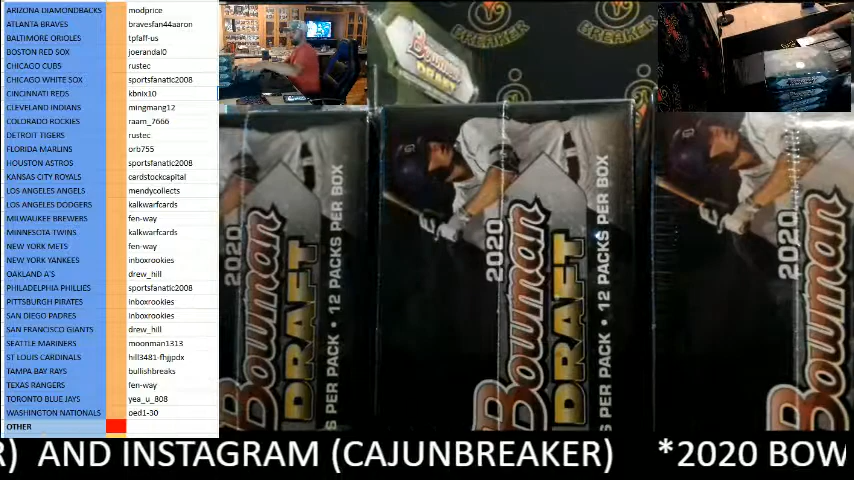 ARIZONA DIAMONDBACKS modprice
ATLANTA BRAVES bravesfan44aaron
BALTIMORE ORIOLES tpfaff-us
BOSTON RED SOX joerandal0
CHICAGO CUBS rustec
CHICAGO WHITE SOX sportsfanatic2008
CINCINNATI REDS kbnix10
CLEVELAND INDIANS mingmang12
COLORADO ROCKIES raam_7666
DETROIT TIGERS rustec
FLORIDA MARLINS orb755
HOUSTON ASTROS sportsfanatic2008
KANSAS CITY ROYALS cardstockcapital
LOS ANGELES ANGELS mendycollects
LOS ANGELES DODGERS kalkwarfcards
MILWAUKEE BREWERS fen-way
MINNESOTA TWINS kalkwarfcards
NEW YORK METS fen-way
NEW YORK YANKEES inboxrookies
OAKLAND A'S drew_hill
PHILADELPHIA PHILLIES sportsfanatic2008
PITTSBURGH PIRATES inboxrookies
SAN DIEGO PADRES inboxrookies
SAN FRANCISCO GIANTS drew_hill
SEATTLE MARINERS moonman1313
ST LOUIS CARDINALS hill3481-fhjjpdx
TAMPA BAY RAYS bullishbreaks
TEXAS RANGERS fen-way
TORONTO BLUE JAYS yea_u_808
WASHINGTON NATIONALS oed1-30
OTHER
BREAKER
BREAKER
Bowman
DRAFT
2020
Bowman
DRAFT
S PER PACK • 12 PACKS PER BOX
2020
Bowman
DRAFT
S PER PACK • 12 PACKS PER BOX
2020
Bowman
R) AND INSTAGRAM (CAJUNBREAKER) *2020 BOW